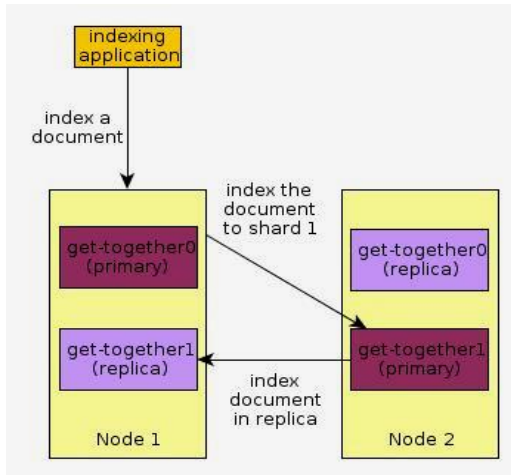 indexing
application
index a
document
index the
document
to shard 1
get-together0
(primary)
get-together0
(replica)
get-together1
(replica)
get-together1
(primary)
index
document
in replica
Node 1
Node 2